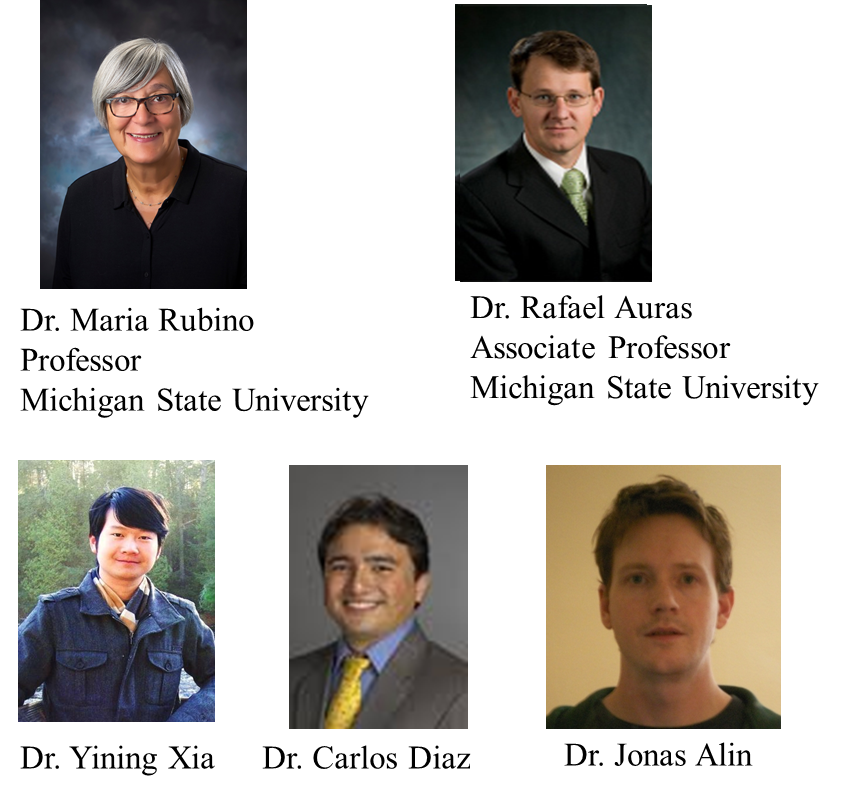 Dr. Maria Rubino
Professor
Michigan State University
Dr. Rafael Auras
Associate Professor
Michigan State University
Dr. Yining Xia
Dr. Carlos Diaz
Dr. Jonas Alin